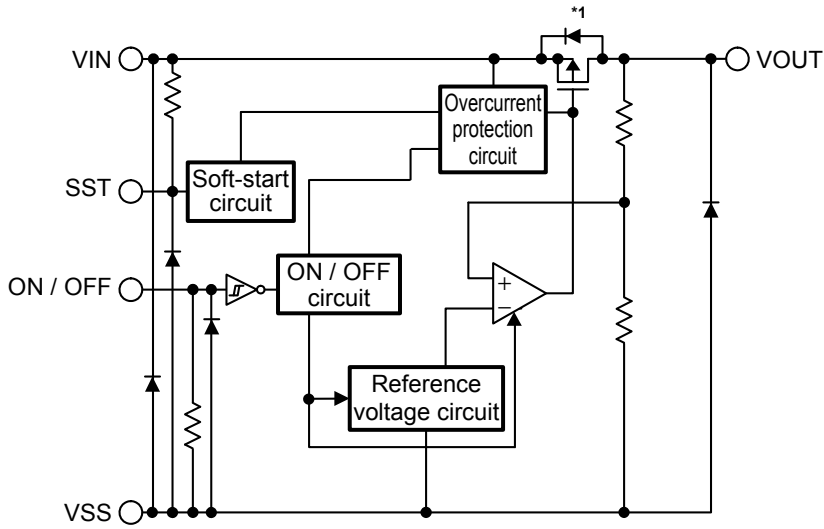 *1
VIN
VOUT
Overcurrent
protection
circuit
SST
Soft-start
circuit
ON / OFF
ON / OFF
circuit
+
−
Reference
voltage circuit
VSS